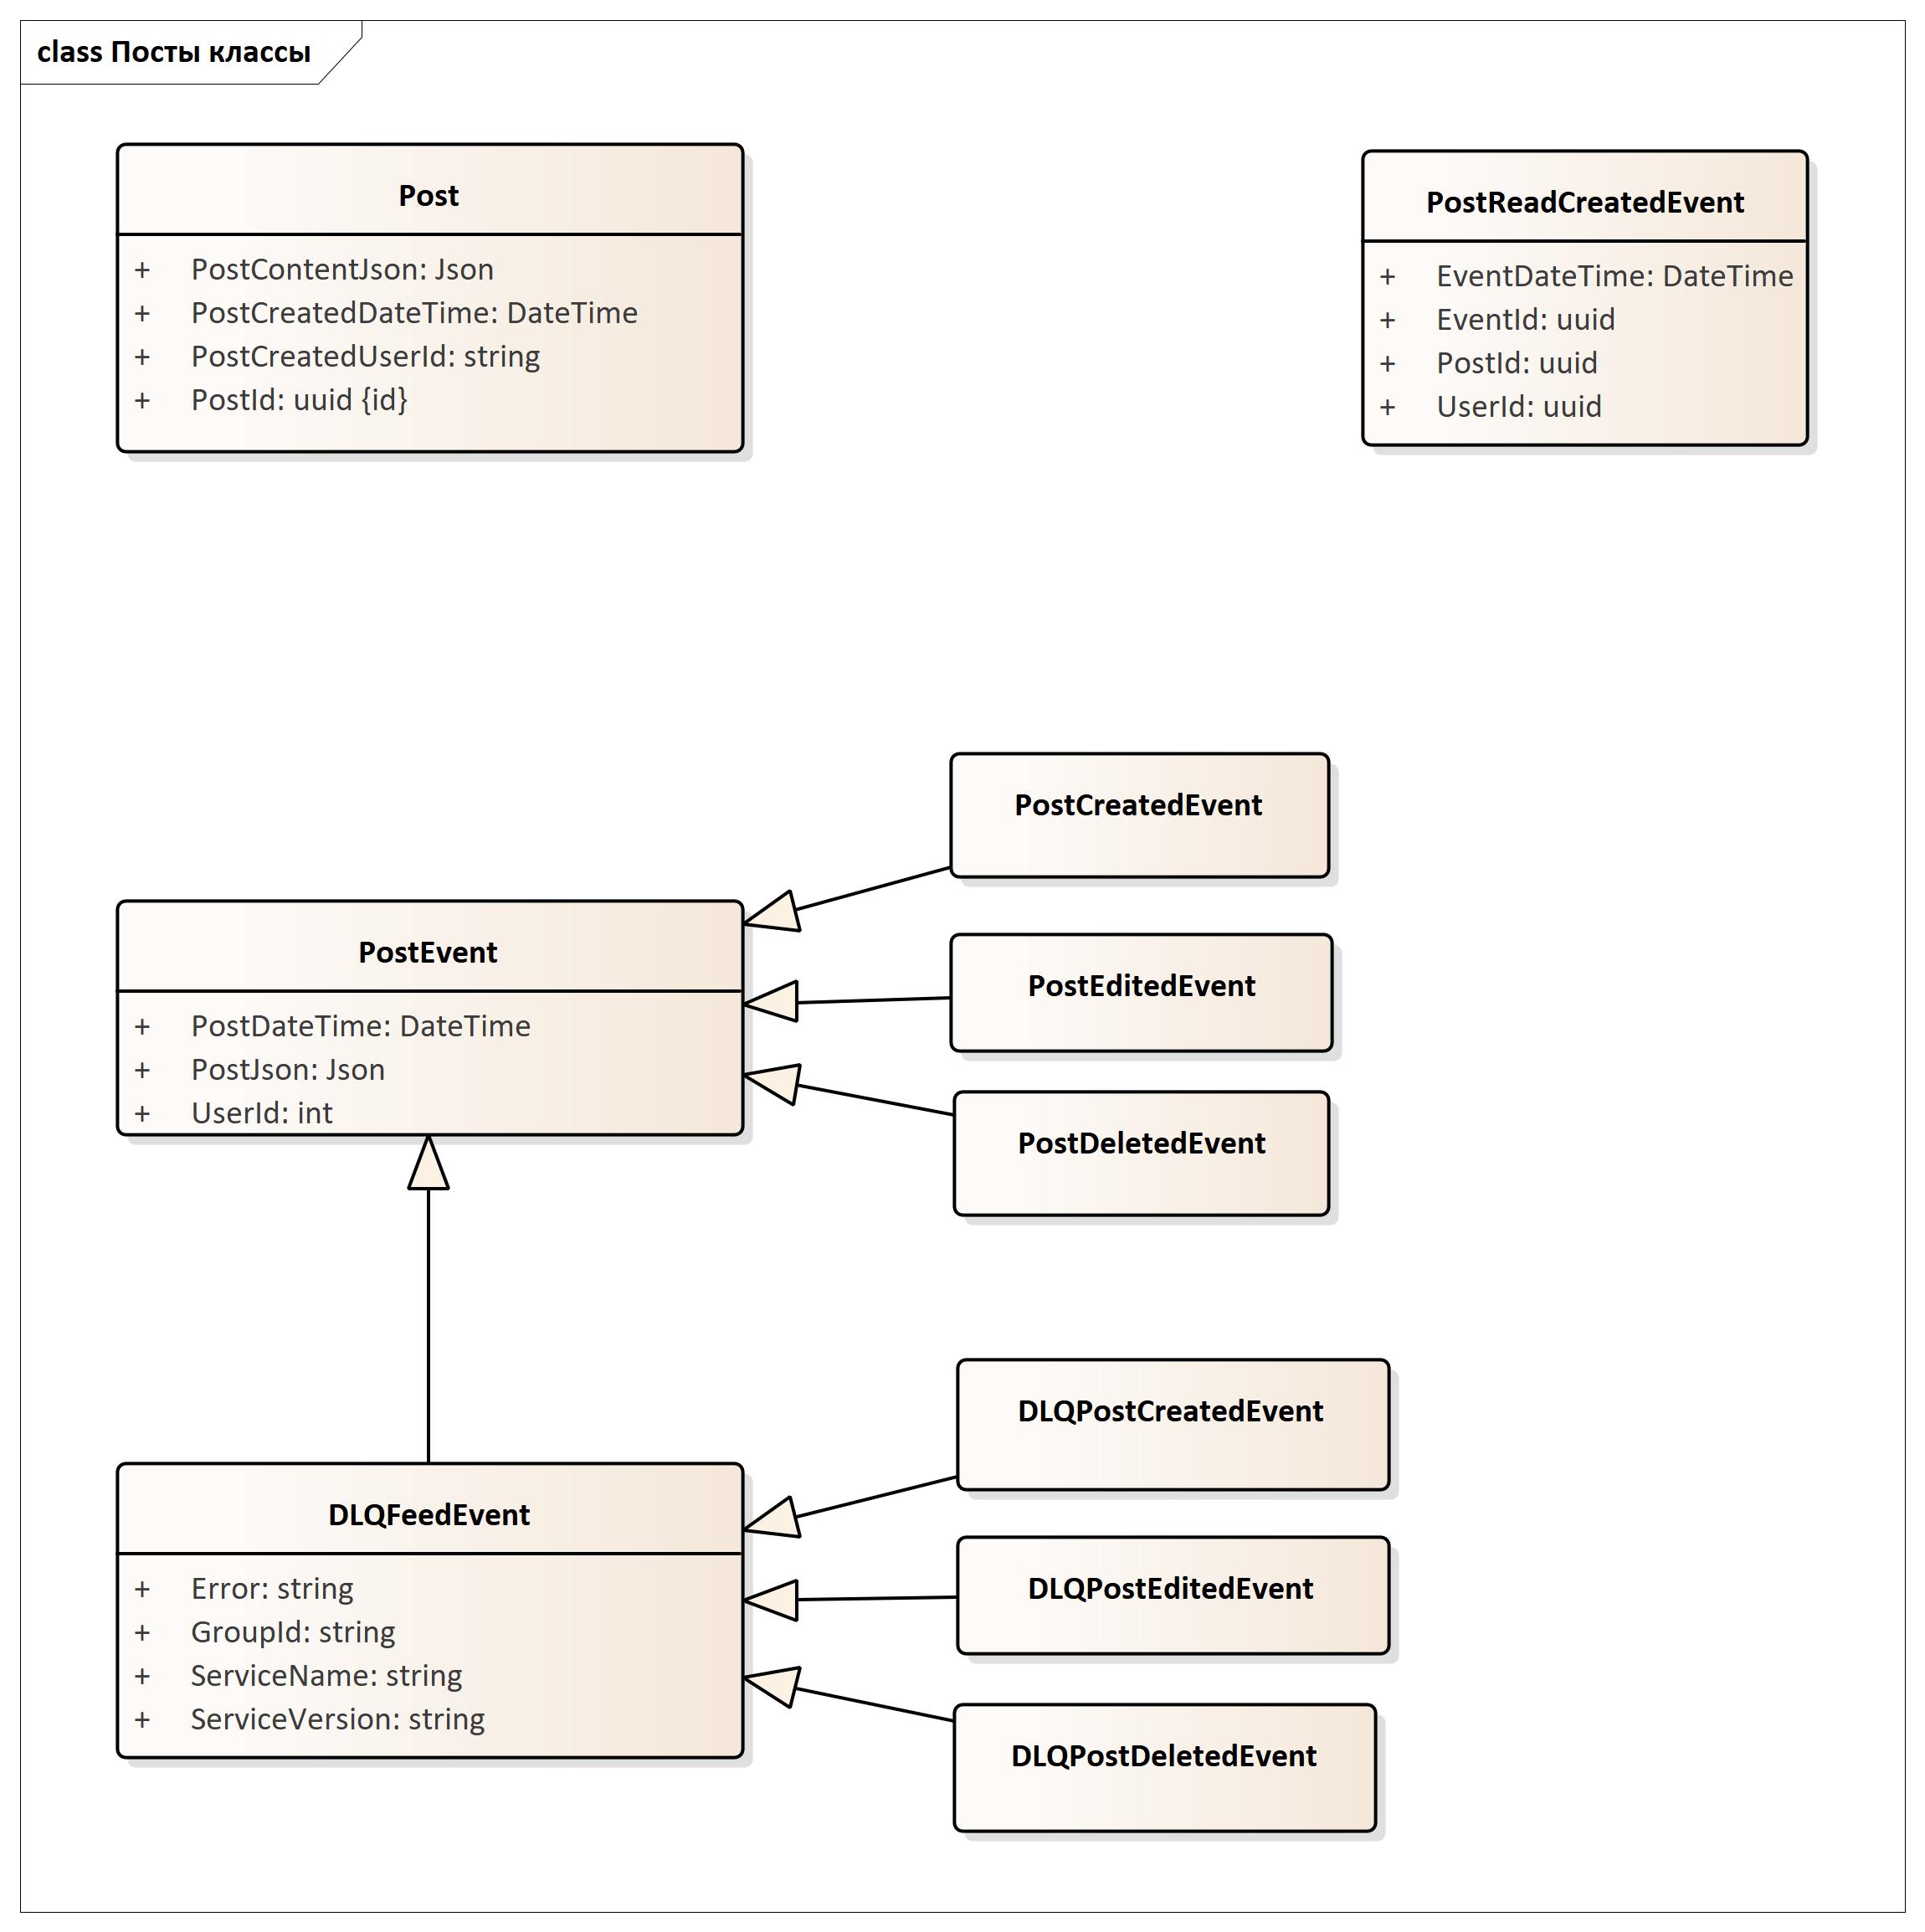 class Посты классы
Post
+ PostContentJson: Json
+ PostCreatedDateTime: DateTime
+ PostCreatedUserId: string
+ PostId: uuid {id}
PostReadCreatedEvent
+ EventDateTime: DateTime
+ EventId: uuid
+ PostId: uuid
+ UserId: uuid
PostCreatedEvent
PostEvent
+ PostDateTime: DateTime
+ PostJson: Json
+ UserId: int
PostEditedEvent
PostDeletedEvent
DLQPostCreatedEvent
DLQFeedEvent
+ Error: string
+ GroupId: string
+ ServiceName: string
+ ServiceVersion: string
DLQPostEditedEvent
DLQPostDeletedEvent